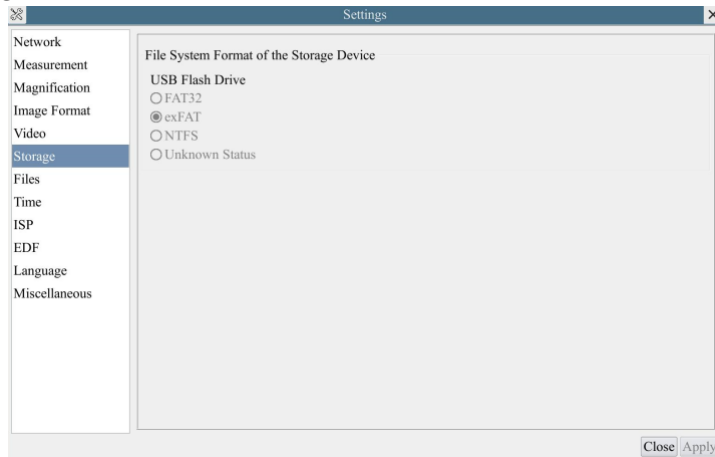 Settings
Network
Measurement
Magnification
Image Format
Video
Storage
Files
Time
ISP
EDF
Language
Miscellaneous
File System Format of the Storage Device
USB Flash Drive
FAT32
exFAT
NTFS
Unknown Status
Close Apply